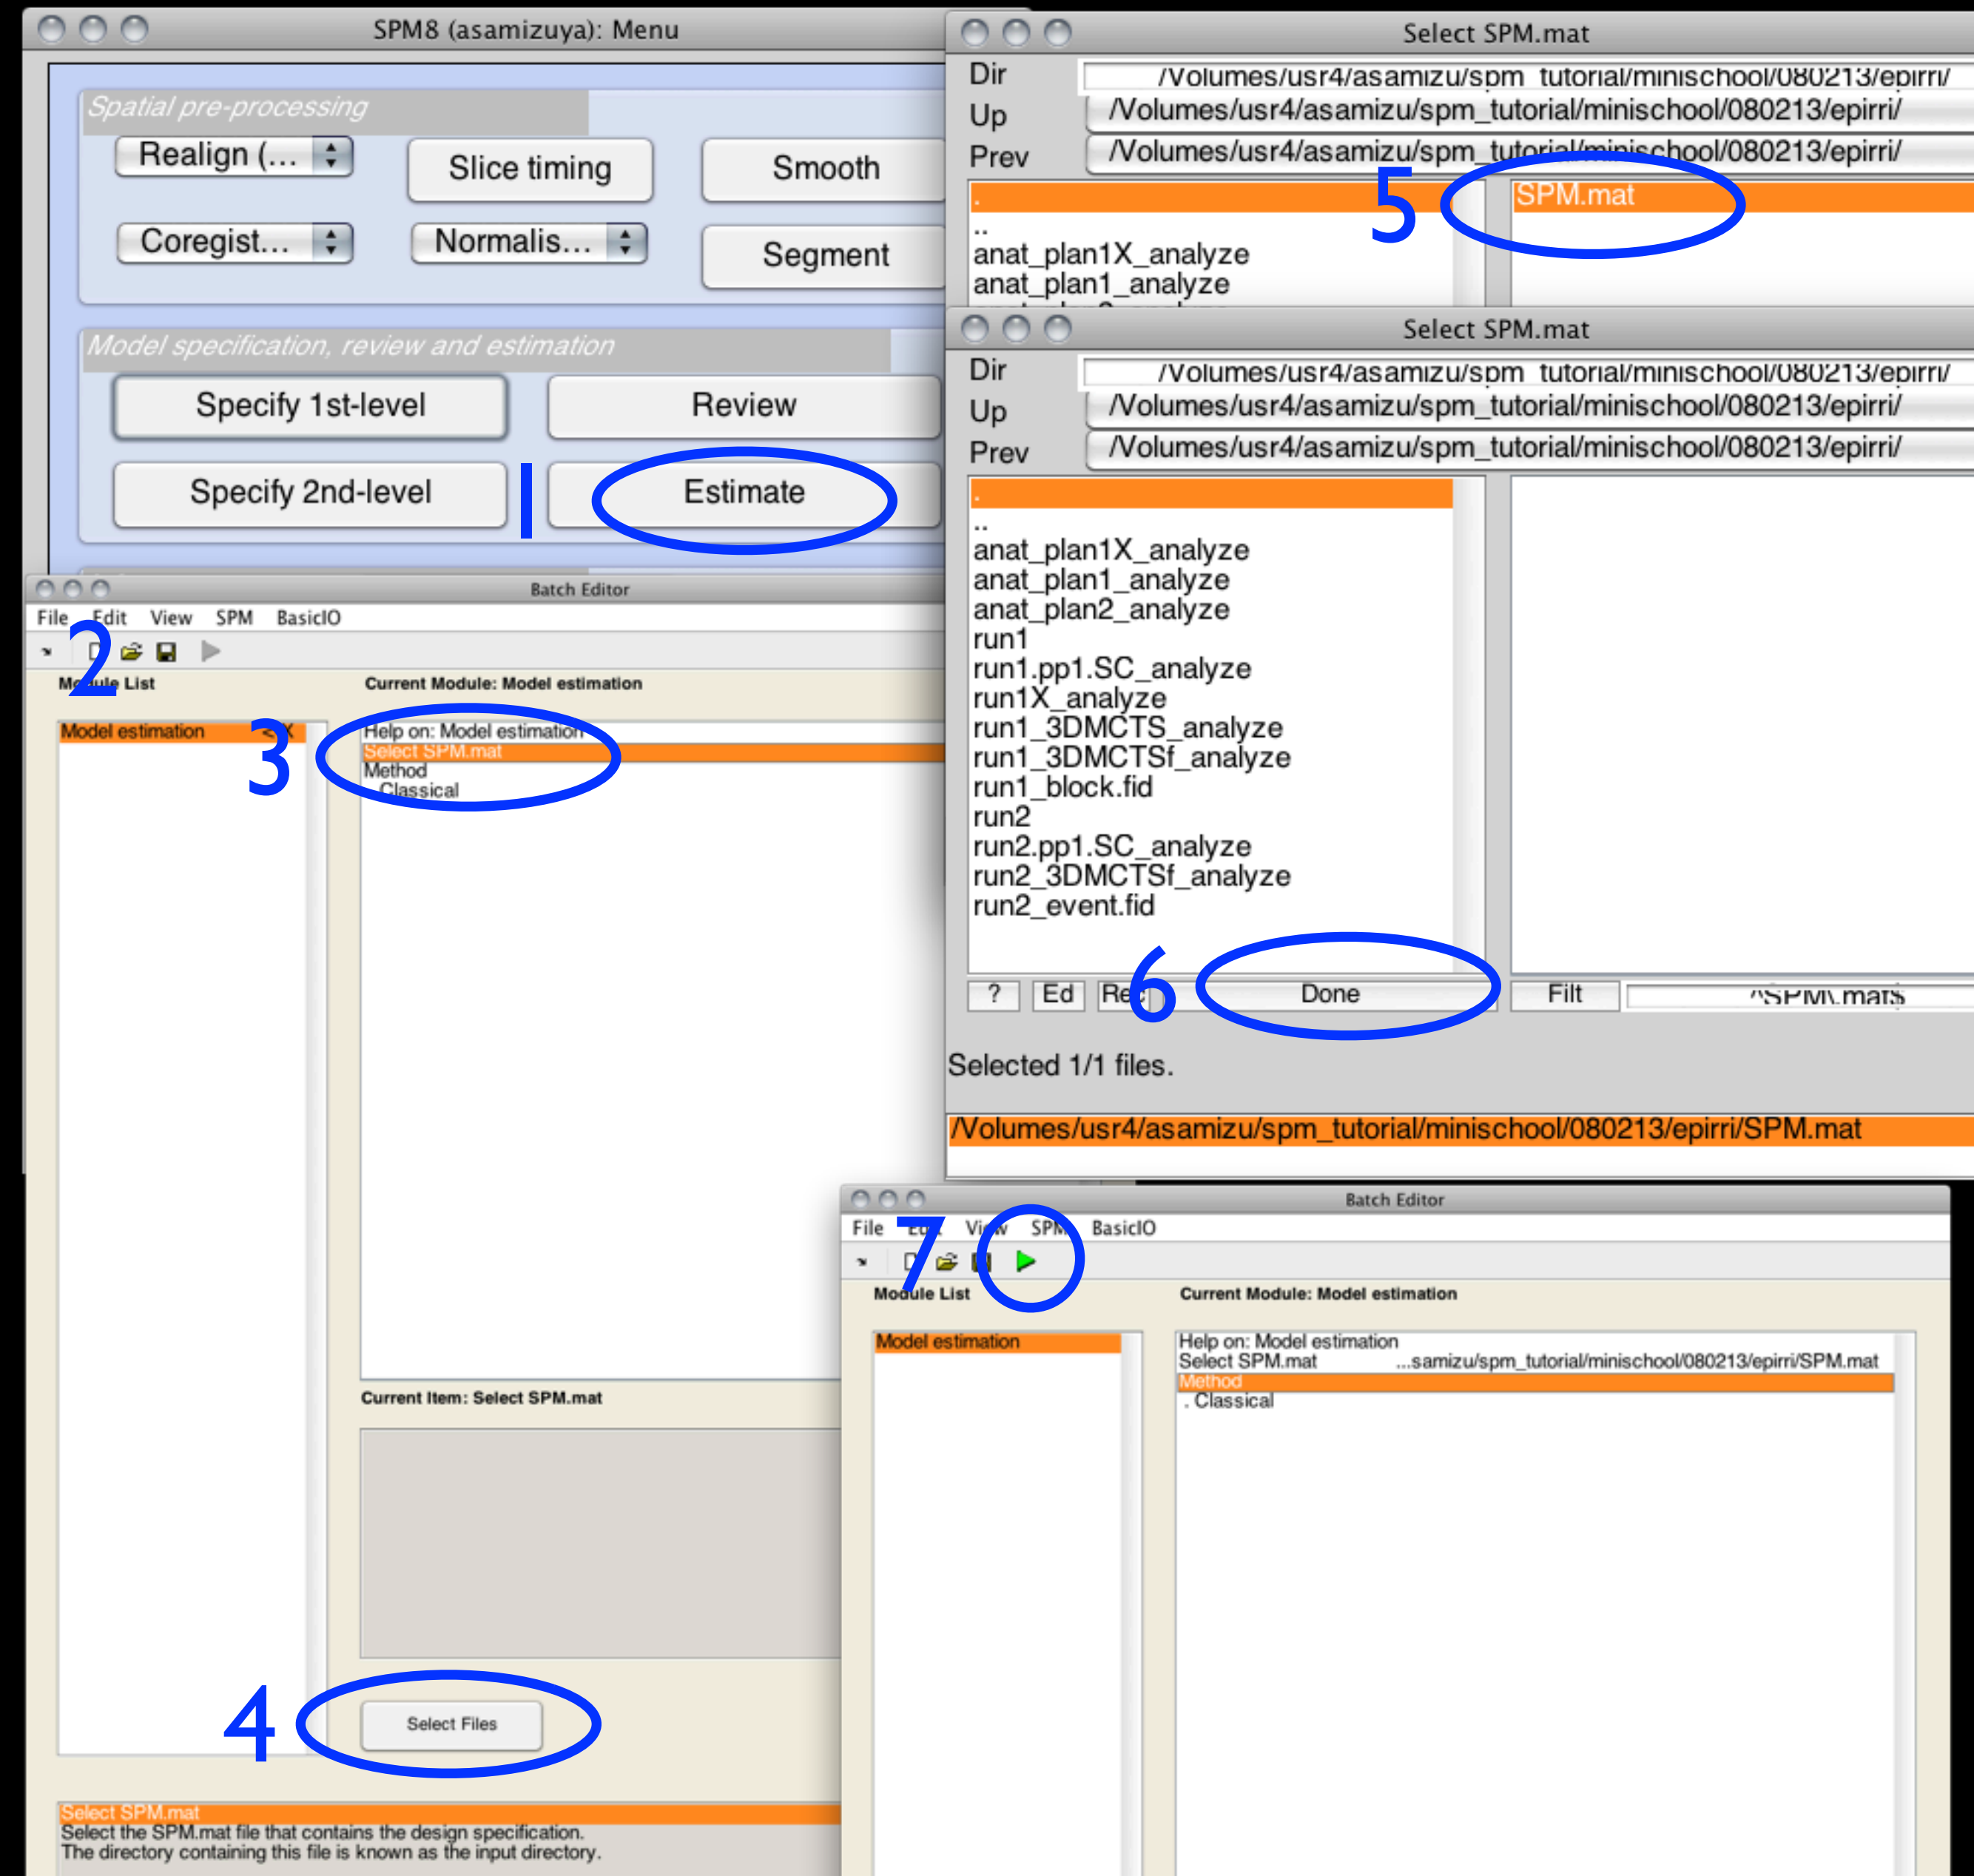 SPM8 (asamizuya): Menu
Spatial pre-processing
Realign (...
Slice timing
Smooth
Coregist...
Normalis...
Segment
Model specification, review and estimation
Specify 1st-level
Review
Specify 2nd-level
1
Estimate
Select SPM.mat
Dir /Volumes/usr4/asamizu/spm_tutorial/minischool/080213/epirri/
Up /Volumes/usr4/asamizu/spm_tutorial/minischool/080213/epirri/
Prev /Volumes/usr4/asamizu/spm_tutorial/minischool/080213/epirri/
.
..
anat_plan1X_analyze
anat_plan1_analyze
5
SPM.mat
Select SPM.mat
Dir /Volumes/usr4/asamizu/spm_tutorial/minischool/080213/epirri/
Up /Volumes/usr4/asamizu/spm_tutorial/minischool/080213/epirri/
Prev /Volumes/usr4/asamizu/spm_tutorial/minischool/080213/epirri/
.
..
anat_plan1X_analyze
anat_plan1_analyze
anat_plan2_analyze
run1
run1.pp1.SC_analyze
run1X_analyze
run1_3DMCTS_analyze
run1_3DMCTSf_analyze
run1_block.fid
run2
run2.pp1.SC_analyze
run2_3DMCTSf_analyze
run2_event.fid
? Ed Rec 6 Done Filt ^SPM\.mat$
Selected 1/1 files.
/Volumes/usr4/asamizu/spm_tutorial/minischool/080213/epirri/SPM.mat
Batch Editor
File Edit View SPM BasicIO
2
Module List
Current Module: Model estimation
Model estimation <-X
3
Help on: Model estimation
Select SPM.mat
Method
. Classical
Current Item: Select SPM.mat
4
Select Files
Select SPM.mat
Select the SPM.mat file that contains the design specification.
The directory containing this file is known as the input directory.
Batch Editor
File Edit View SPM BasicIO
7
Module List
Current Module: Model estimation
Model estimation
Help on: Model estimation
Select SPM.mat ...samizu/spm_tutorial/minischool/080213/epirri/SPM.mat
Method
. Classical